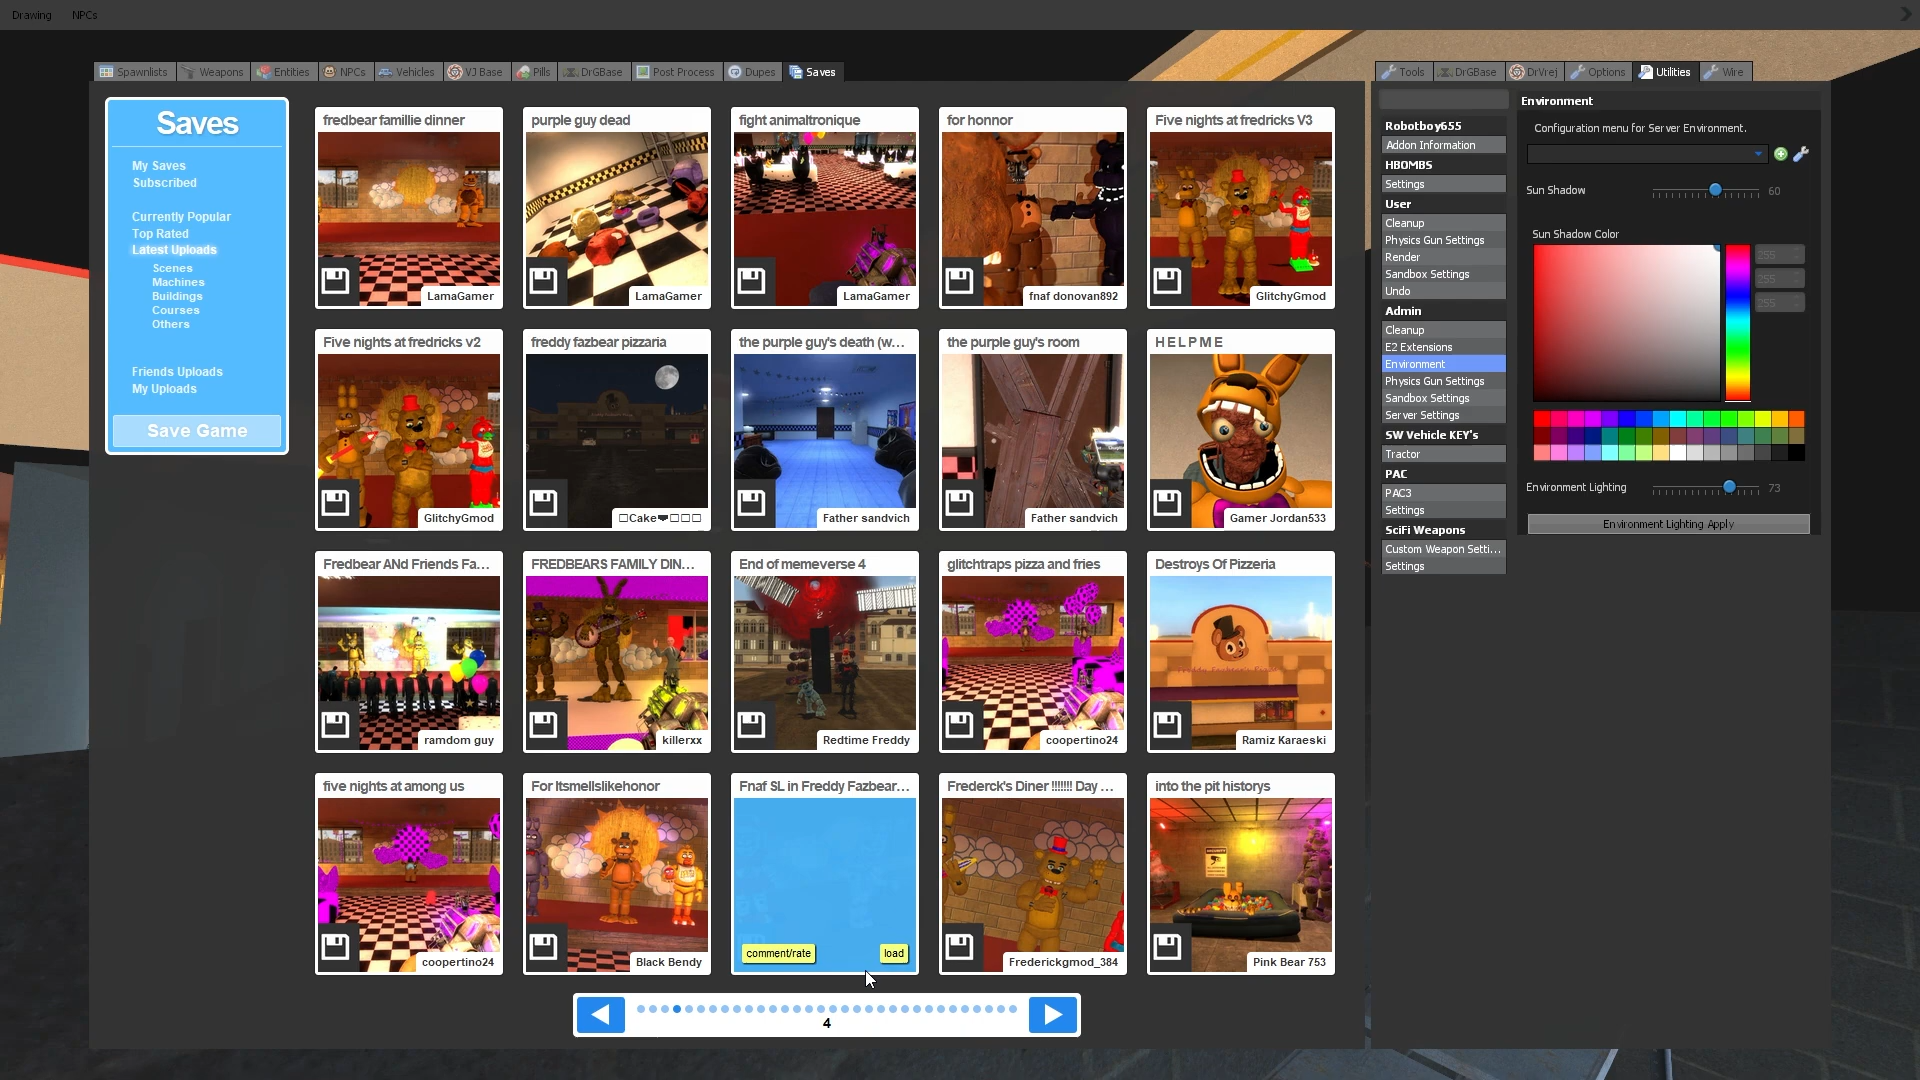 Drawing NPCs
Spawnlists Weapons Entities NPCs Vehicles VJ Base Pills DrGBase Post Process Dupes Saves
Saves
My Saves
Subscribed
Currently Popular
Top Rated
Latest Uploads
Scenes
Machines
Buildings
Courses
Others
Friends Uploads
My Uploads
Save Game
fredbear famillie dinner
LamaGamer
purple guy dead
LamaGamer
fight animaltronique
LamaGamer
for honnor
fnaf donovan892
Five nights at fredricks V3
GlitchyGmod
Five nights at fredricks v2
GlitchyGmod
freddy fazbear pizzaria
□Cake❤□□□
the purple guy's death (w...
Father sandvich
the purple guy's room
Father sandvich
H E L P M E
Gamer Jordan533
Fredbear ANd Friends Fa...
ramdom guy
FREDBEARS FAMILY DIN...
killerxx
End of memeverse 4
Redtime Freddy
glitchtraps pizza and fries
coopertino24
Destroys Of Pizzeria
Ramiz Karaeski
five nights at among us
coopertino24
For Itsmellslikehonor
Black Bendy
Fnaf SL in Freddy Fazbear...
comment/rate load
Frederck's Diner !!!!!!! Day ...
Frederickgmod_384
into the pit historys
Pink Bear 753
4
Tools DrGBase DrVrej Options Utilities Wire
Robotboy655
Addon Information
HBOMBS
Settings
User
Cleanup
Physics Gun Settings
Render
Sandbox Settings
Undo
Admin
Cleanup
E2 Extensions
Environment
Physics Gun Settings
Sandbox Settings
Server Settings
SW Vehicle KEY's
Tractor
PAC
PAC3
Settings
SciFi Weapons
Custom Weapon Setti...
Settings
Environment
Configuration menu for Server Environment.
Sun Shadow 60
Sun Shadow Color
255
255
255
Environment Lighting 73
Environment Lighting Apply